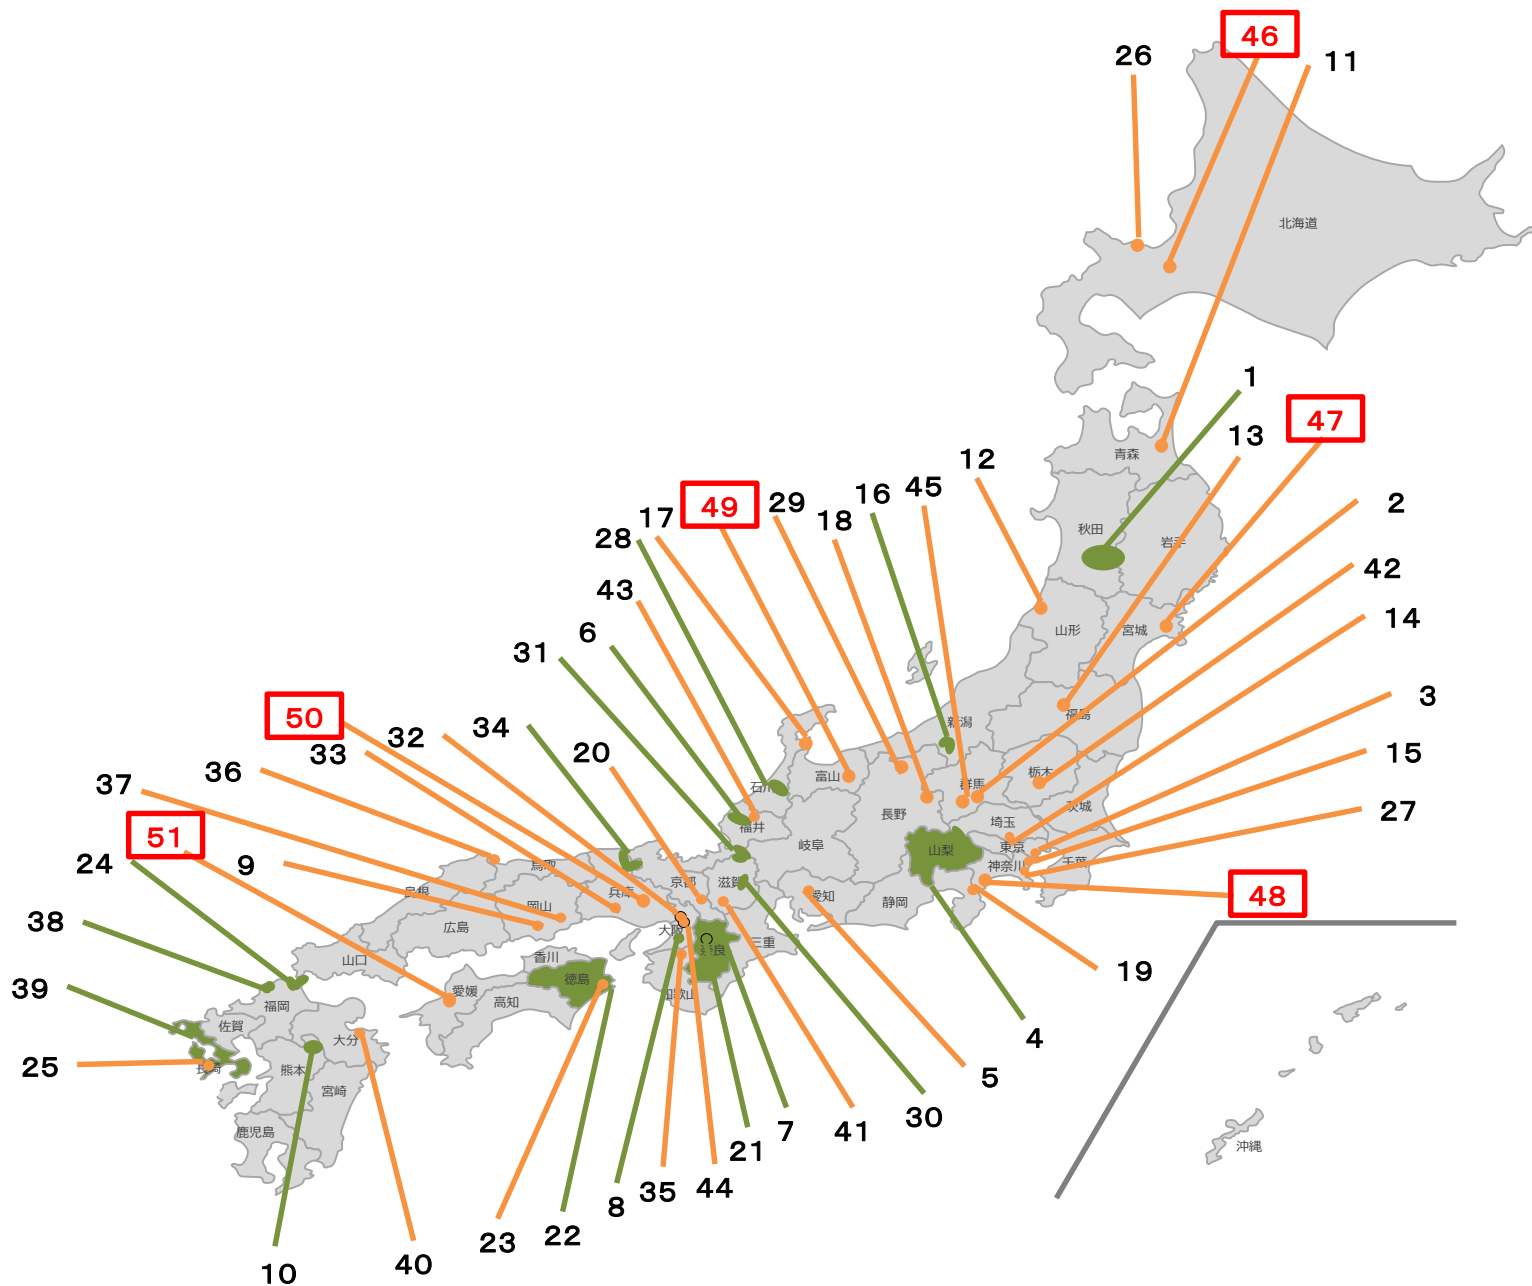 46
26
11
北海道
1
47
13
青森
12
16
45
29
49
17
18
2
28
秋田
岩手
42
43
14
6
山形
宮城
31
3
50
34
32
33
20
新潟
福島
15
36
富山
栃木
37
石川
群馬
茨城
27
51
長野
埼玉
福井
岐阜
東京
24
9
鳥取
京都
滋賀
山梨
神奈川
千葉
48
島根
岡山
兵庫
愛知
静岡
38
広島
大阪
奈良
三重
山口
香川
19
39
愛媛
徳島
和歌山
福岡
高知
佐賀
大分
4
25
長崎
熊本
5
宮崎
30
鹿児島
7
41
21
沖縄
8
35
44
23
22
10
40